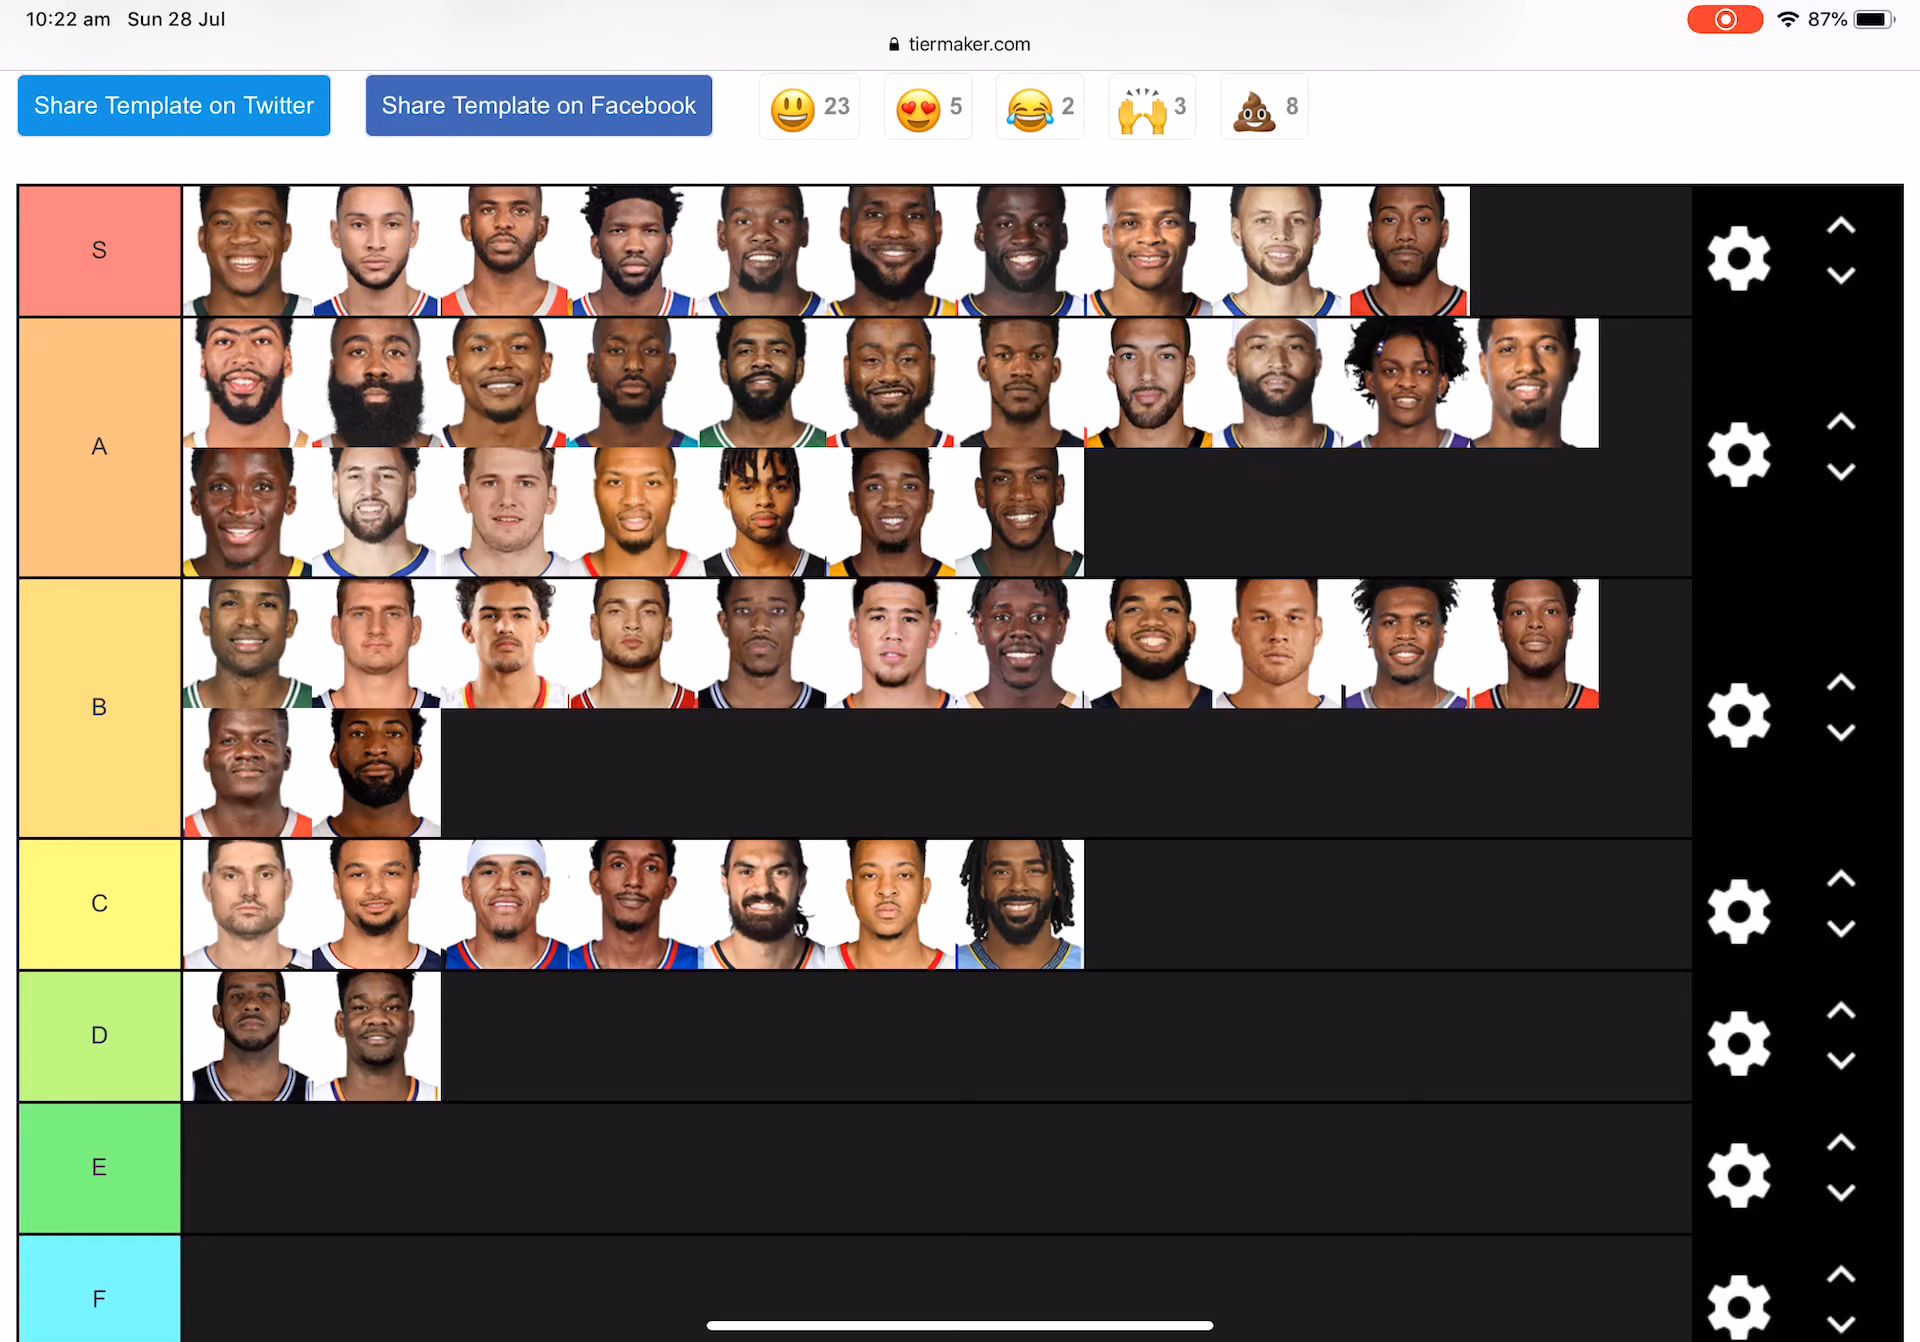 10:22 am Sun 28 Jul
87%
tiermaker.com
Share Template on Twitter
Share Template on Facebook
23
5
2
3
8
S
A
B
C
D
E
F